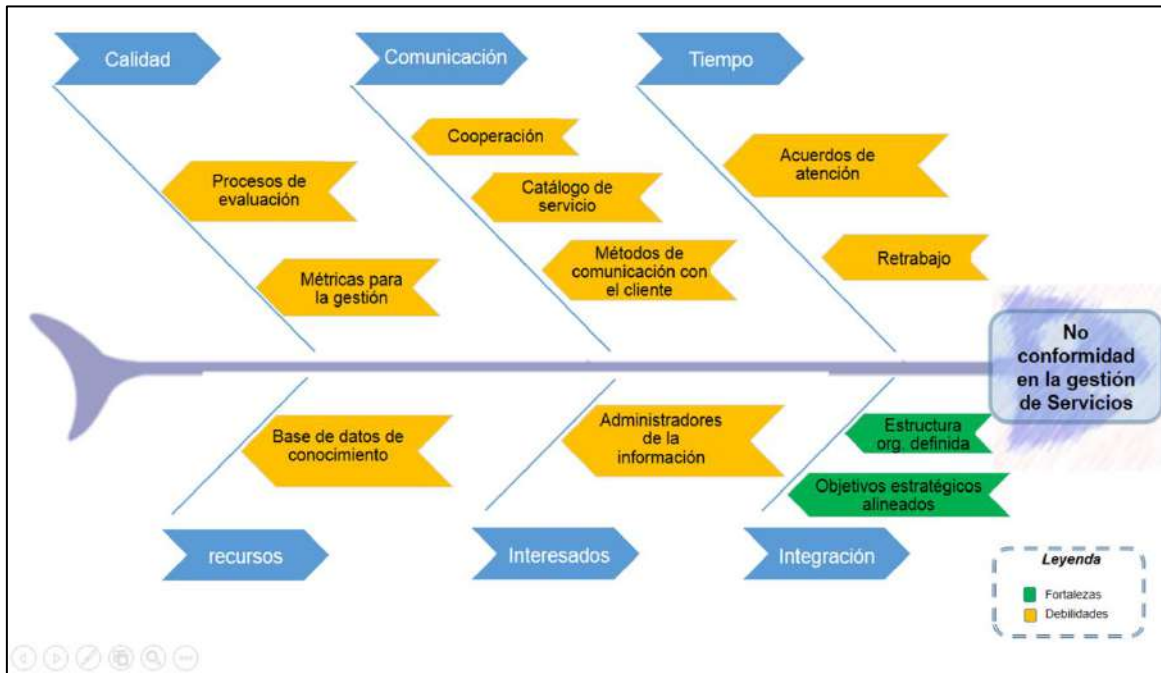 Calidad
Comunicación
Tiempo
Cooperación
Procesos de
evaluación
Catálogo de
servicio
Acuerdos de
atención
Métricas para
la gestión
Métodos de
comunicación con
el cliente
Retrabajo
No
conformidad
en la gestión
de Servicios
Base de datos de
conocimiento
Administradores
de la
información
Estructura
org. definida
Objetivos estratégicos
alineados
recursos
Interesados
Integración
Leyenda
Fortalezas
Debilidades